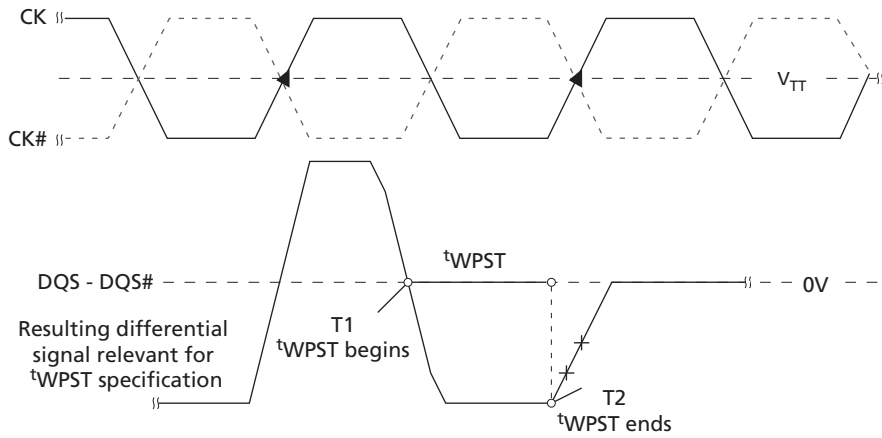 CK
V_TT
CK#
tWPST
DQS - DQS#
0V
T1
tWPST begins
Resulting differential
signal relevant for
tWPST specification
T2
tWPST ends